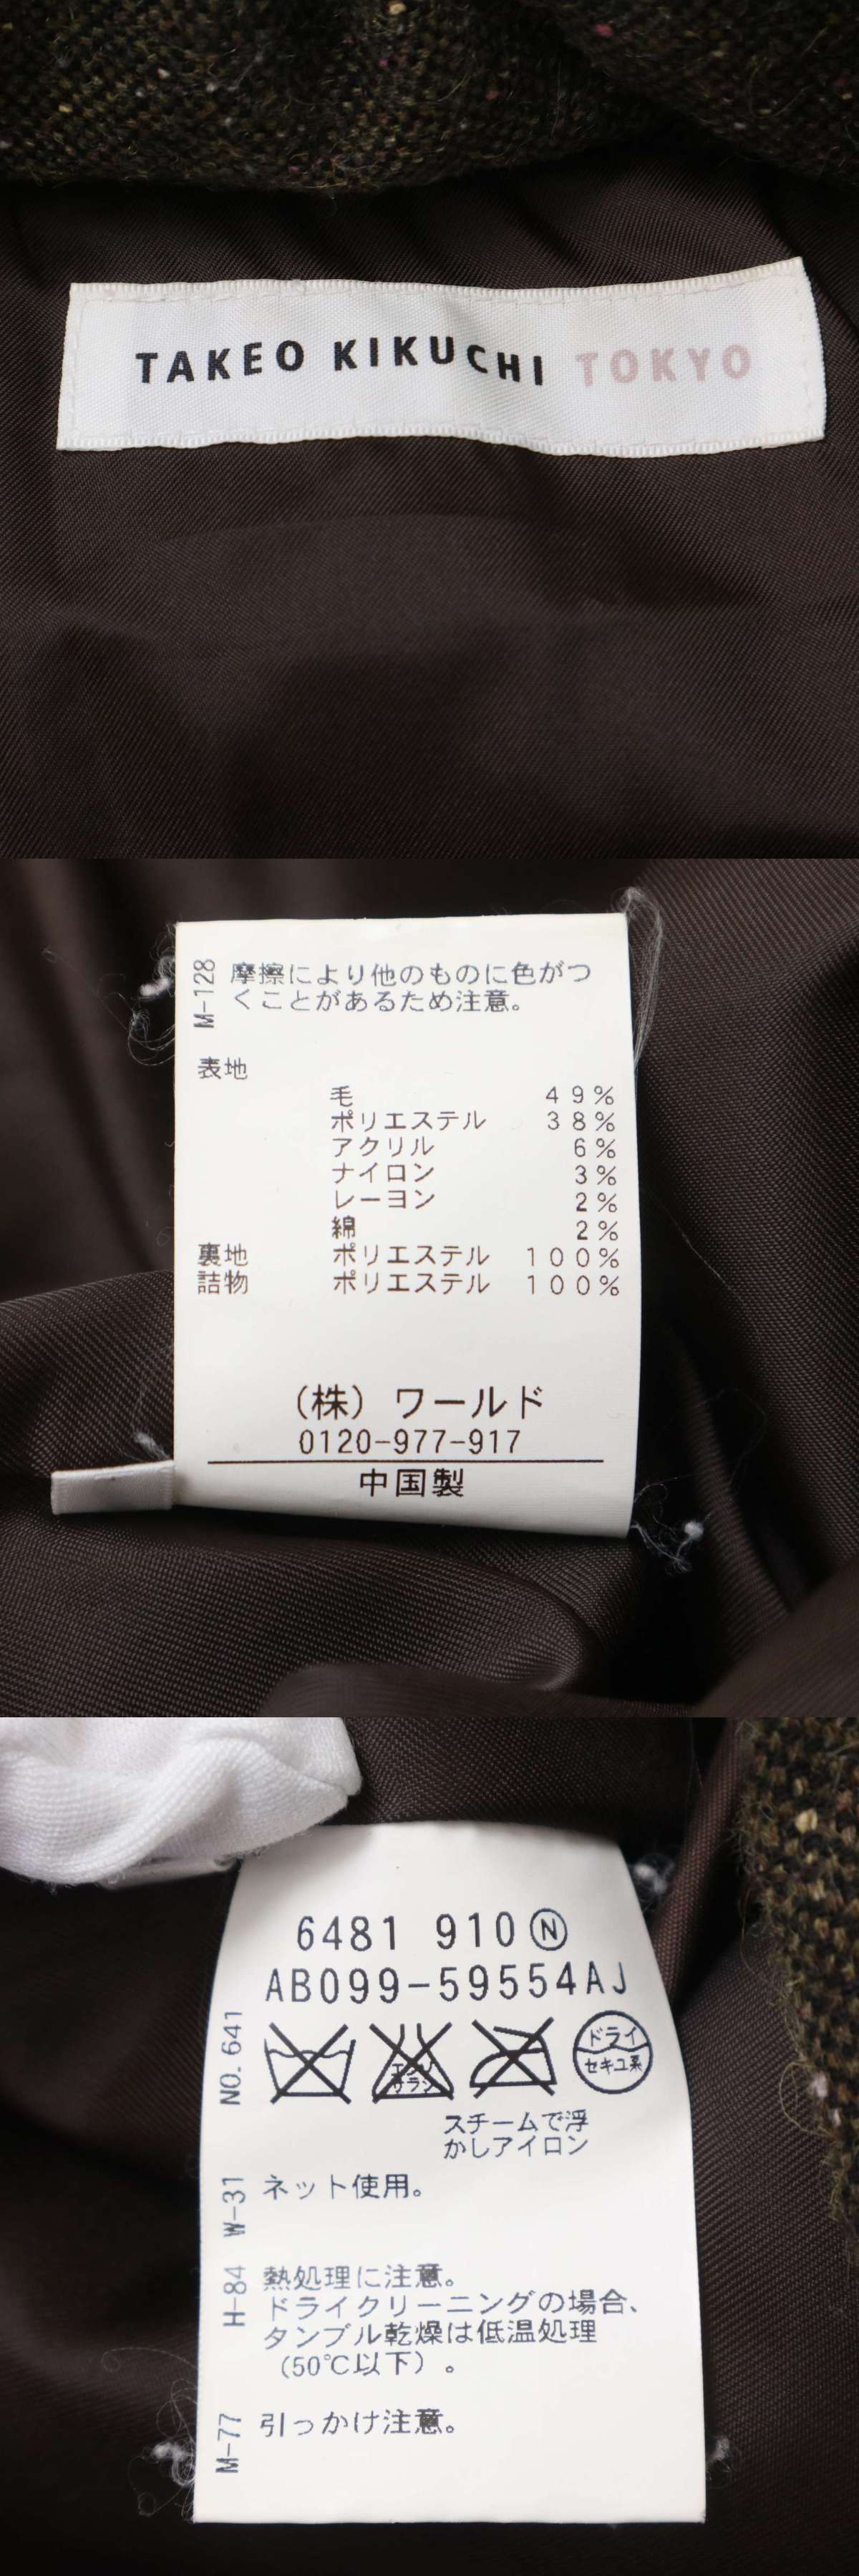 TAKEO KIKUCHI TOKYO
M-128
摩擦により他のものに色がつ
くことがあるため注意。
表地
毛 49%
ポリエステル 38%
アクリル 6%
ナイロン 3%
レーヨン 2%
綿 2%
裏地 ポリエステル 100%
詰物 ポリエステル 100%
(株) ワールド
0120-977-917
中国製
6481 910Ⓝ
AB099-59554AJ
NO. 641
エンソ
サラシ
ドライ
セキユ系
スチームで浮
かしアイロン
W-31
ネット使用。
H-84
熱処理に注意。
ドライクリーニングの場合、
タンブル乾燥は低温処理
(50℃以下)。
M-77
引っかけ注意。